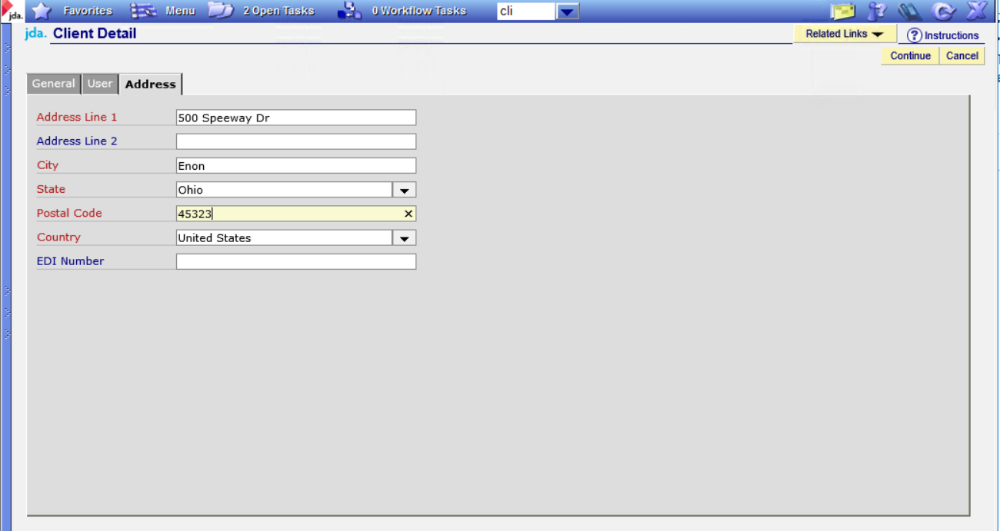 jda. Favorites Menu 2 Open Tasks 0 Workflow Tasks cli
jda. Client Detail Related Links ? Instructions
Continue Cancel
General User Address
Address Line 1 500 Speeway Dr
Address Line 2
City Enon
State Ohio
Postal Code 45323
Country United States
EDI Number